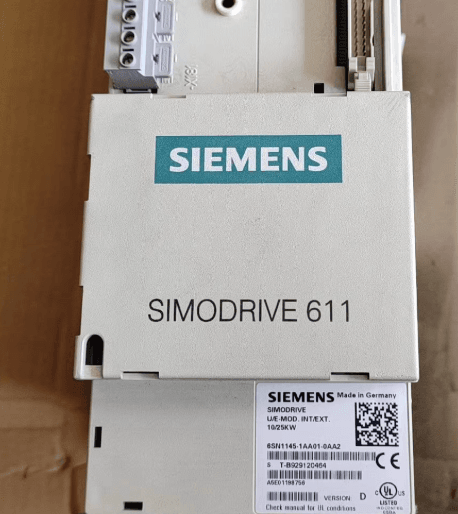 SIEMENS
SIMODRIVE 611
SIEMENS Made in Germany
SIMODRIVE
U/E-MOD. INT/EXT.
10/25KW
6SN1145-1AA01-0AA2
S T-B929120464
A5E01198750
VERSION: D
Check manual for UL conditions
LISTED